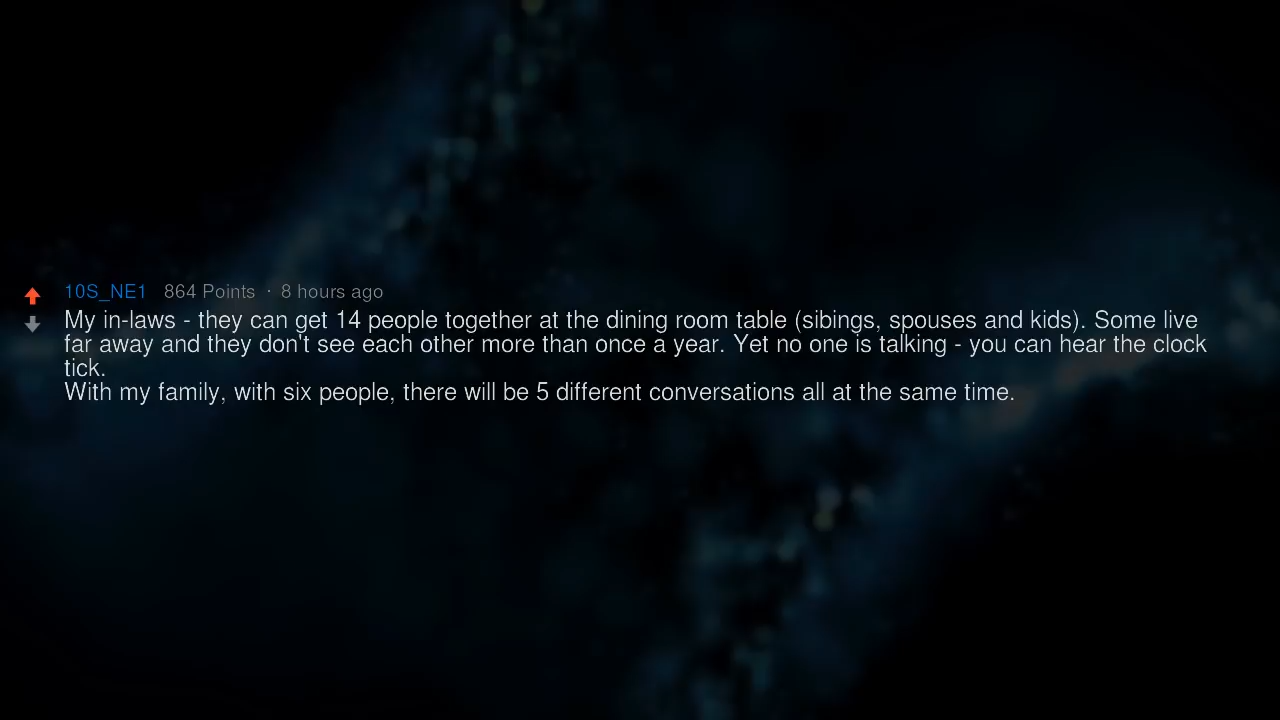 10S_NE1 864 Points · 8 hours ago
My in-laws - they can get 14 people together at the dining room table (sibings, spouses and kids). Some live
far away and they don't see each other more than once a year. Yet no one is talking - you can hear the clock
tick.
With my family, with six people, there will be 5 different conversations all at the same time.